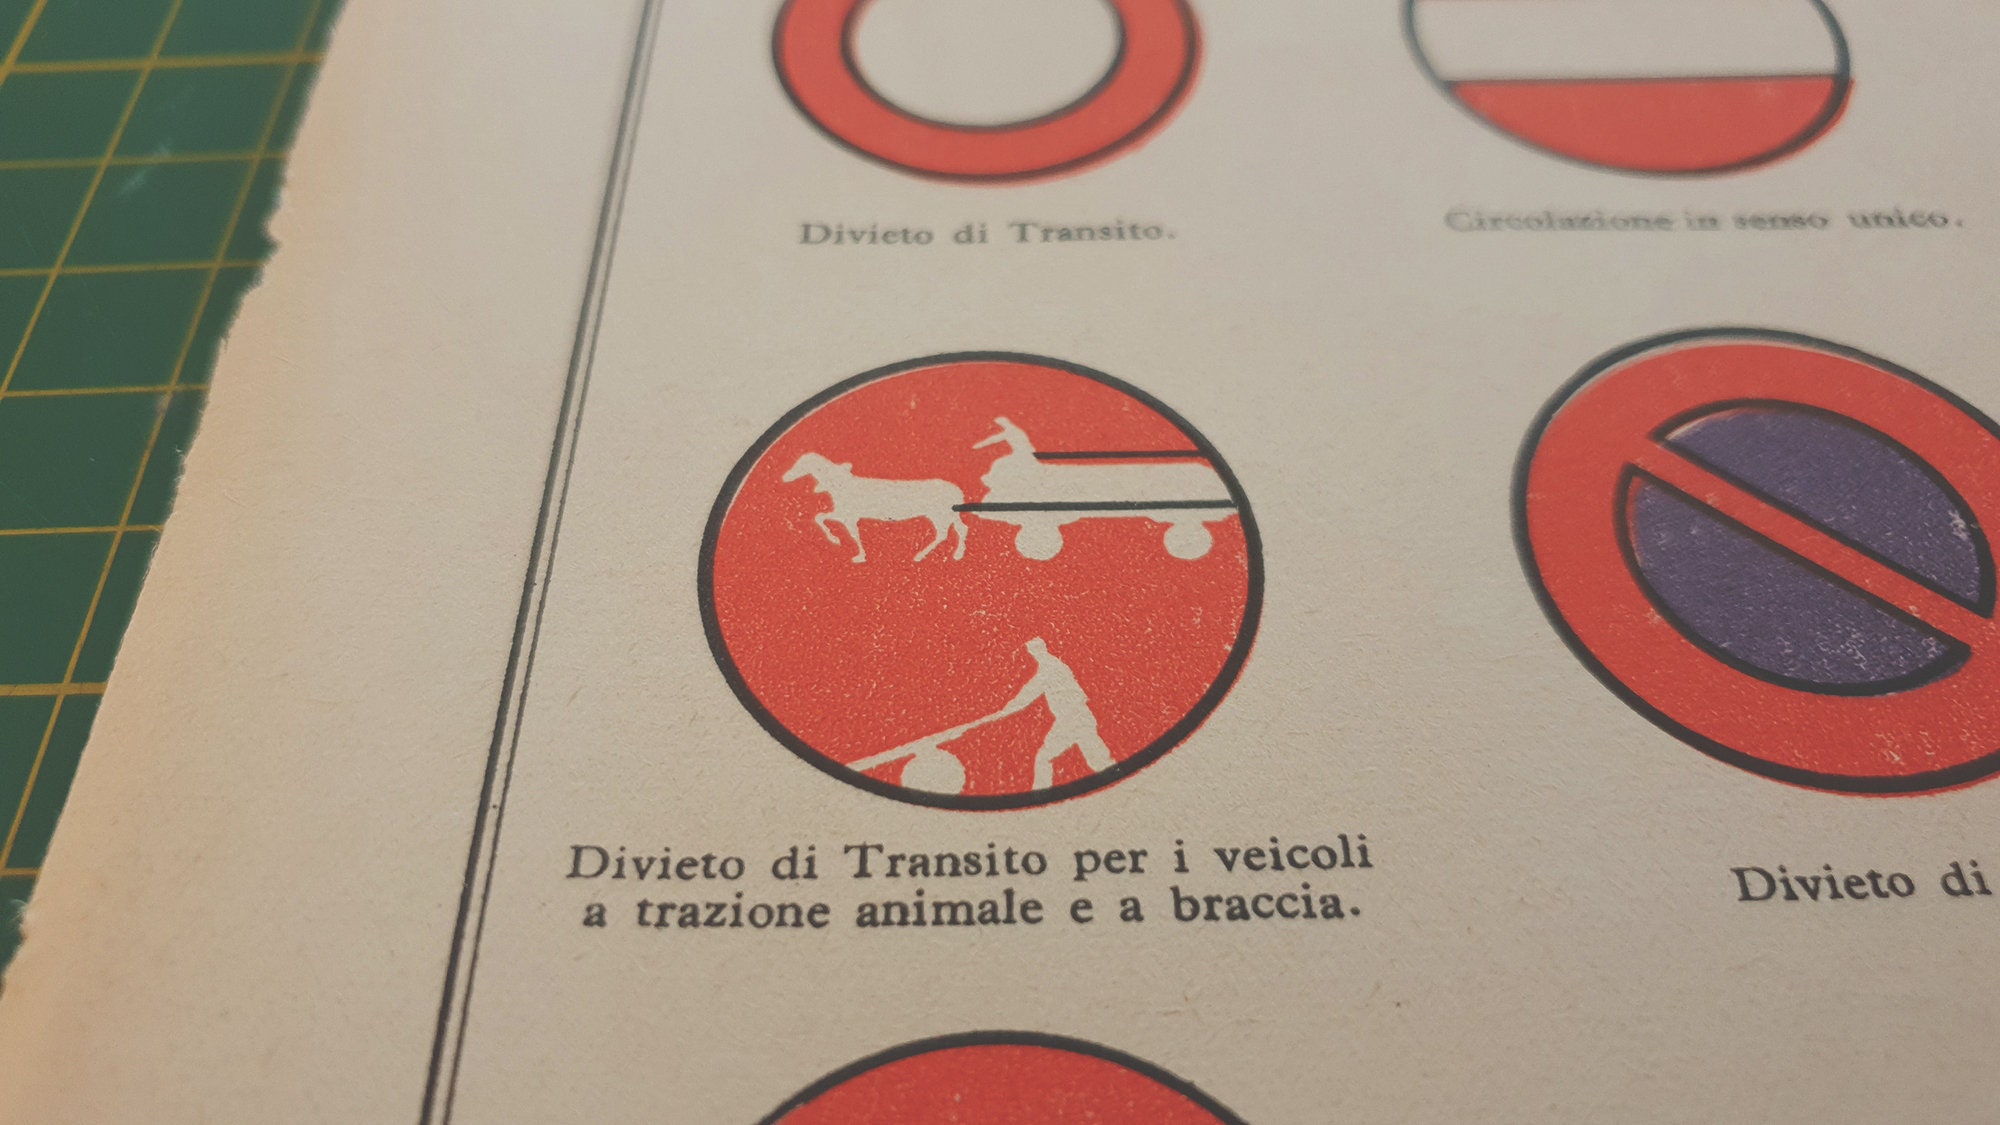 Divieto di Transito.
Circolazione in senso unico.
Divieto di Transito per i veicoli
a trazione animale e a braccia.
Divieto di